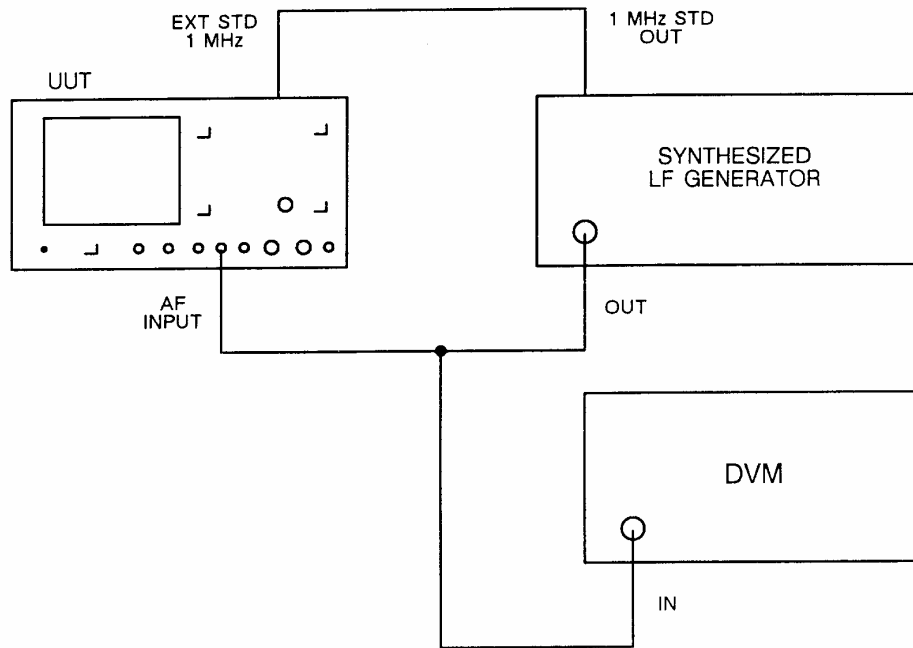 EXT STD
1 MHz
1 MHz STD
OUT
UUT
SYNTHESIZED
LF GENERATOR
AF
INPUT
OUT
DVM
IN